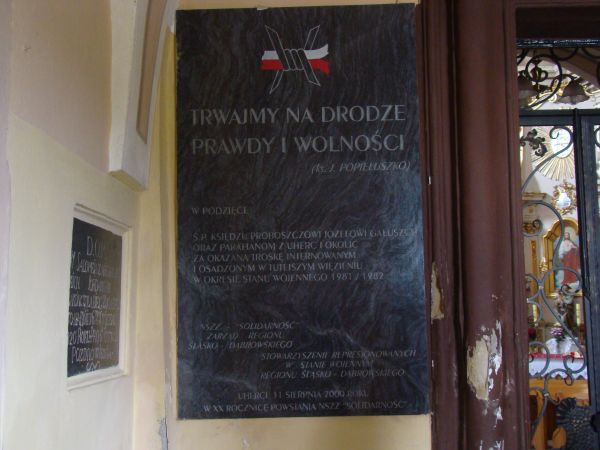 TRWAJMY NA DRODZE
PRAWDY I WOLNOŚCI
(ks. J. POPIEŁUSZKO)
W PODZIĘCE
Ś.P. KSIĘDZU PROBOSZCZOWI JÓZEFOWI GAŁUSZCE
ORAZ PARAFIANOM Z UHERC I OKOLIC
ZA OKAZANĄ TROSKĘ INTERNOWANYM
I OSADZONYM W TUTEJSZYM WIĘZIENIU
W OKRESIE STANU WOJENNEGO 1981 / 1982
NSZZ - "SOLIDARNOŚĆ"
ZARZĄD REGIONU
ŚLĄSKO - DĄBROWSKIEGO
STOWARZYSZENIE REPRESJONOWANYCH
W STANIE WOJENNYM
REGIONU ŚLĄSKO - DĄBROWSKIEGO
UHERCE 31 SIERPNIA 2000 ROKU
W XX ROCZNICĘ POWSTANIA NSZZ "SOLIDARNOŚĆ"